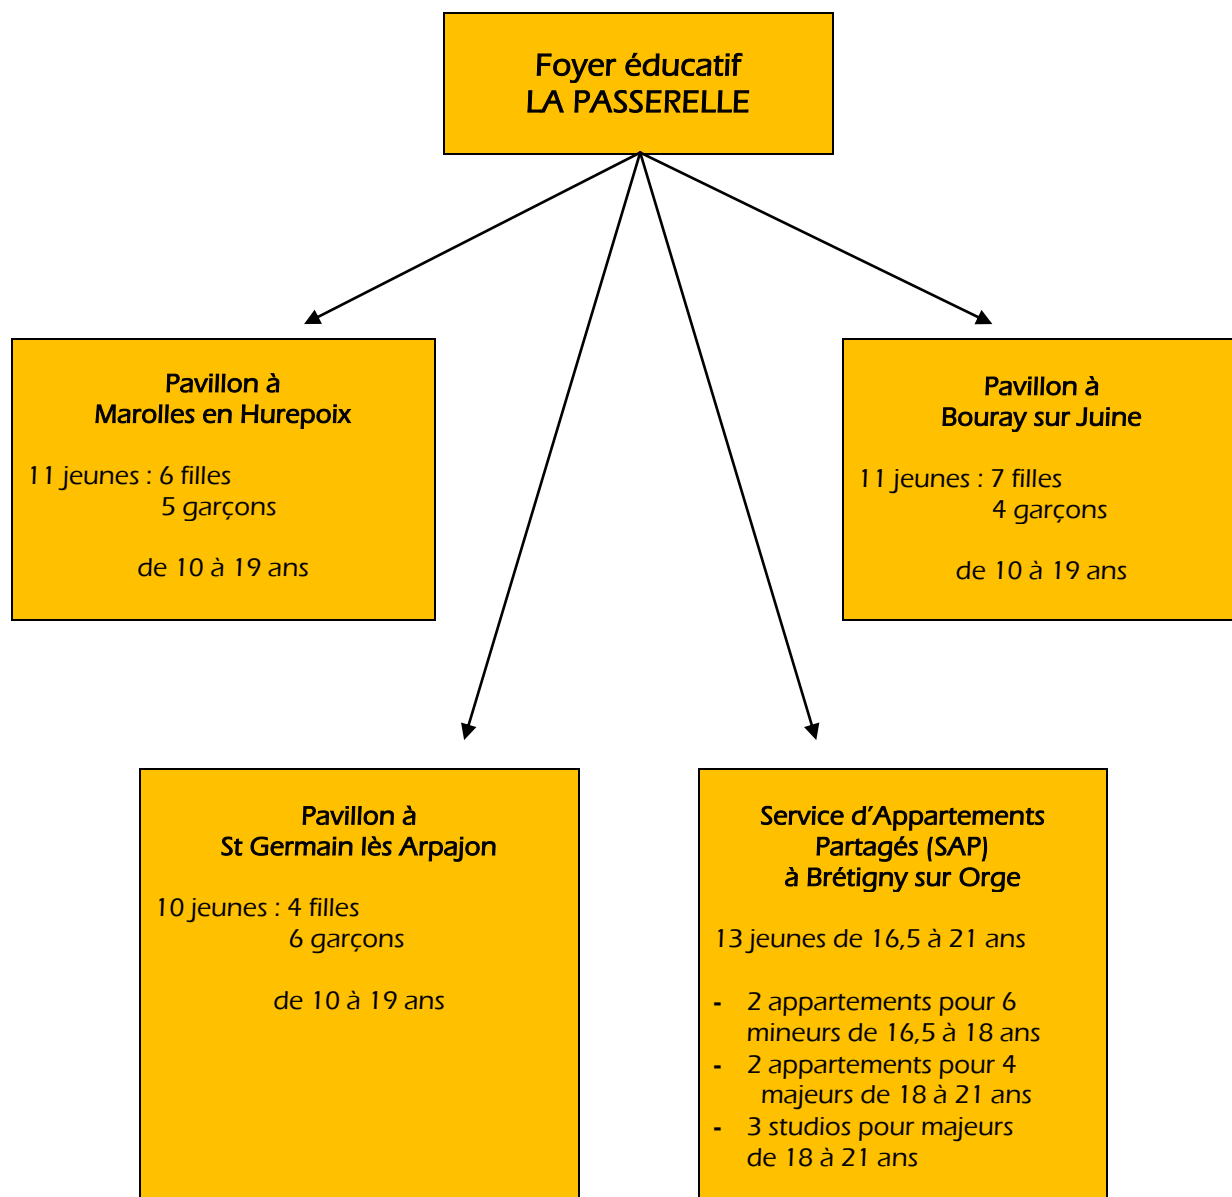 Foyer éducatif
LA PASSERELLE
Pavillon à
Marolles en Hurepoix
11 jeunes : 6 filles
5 garçons
de 10 à 19 ans
Pavillon à
Bouray sur Juine
11 jeunes : 7 filles
4 garçons
de 10 à 19 ans
Pavillon à
St Germain lès Arpajon
10 jeunes : 4 filles
6 garçons
de 10 à 19 ans
Service d’Appartements
Partagés (SAP)
à Brétigny sur Orge
13 jeunes de 16,5 à 21 ans
- 2 appartements pour 6
mineurs de 16,5 à 18 ans
- 2 appartements pour 4
majeurs de 18 à 21 ans
- 3 studios pour majeurs
de 18 à 21 ans